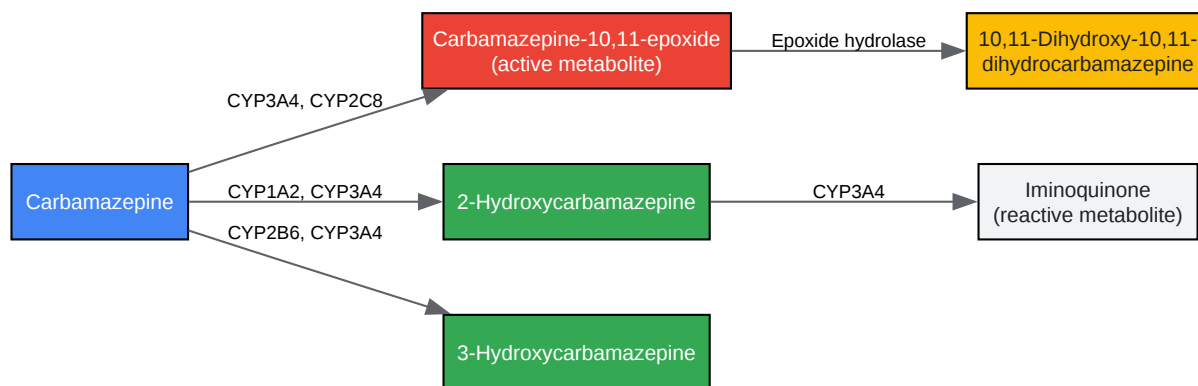 Carbamazepine-10,11-epoxide
(active metabolite)
Epoxide hydrolase
10,11-Dihydroxy-10,11-
dihydrocarbamazepine
CYP3A4, CYP2C8
Carbamazepine
CYP1A2, CYP3A4
2-Hydroxycarbamazepine
CYP3A4
Iminoquinone
(reactive metabolite)
CYP2B6, CYP3A4
3-Hydroxycarbamazepine